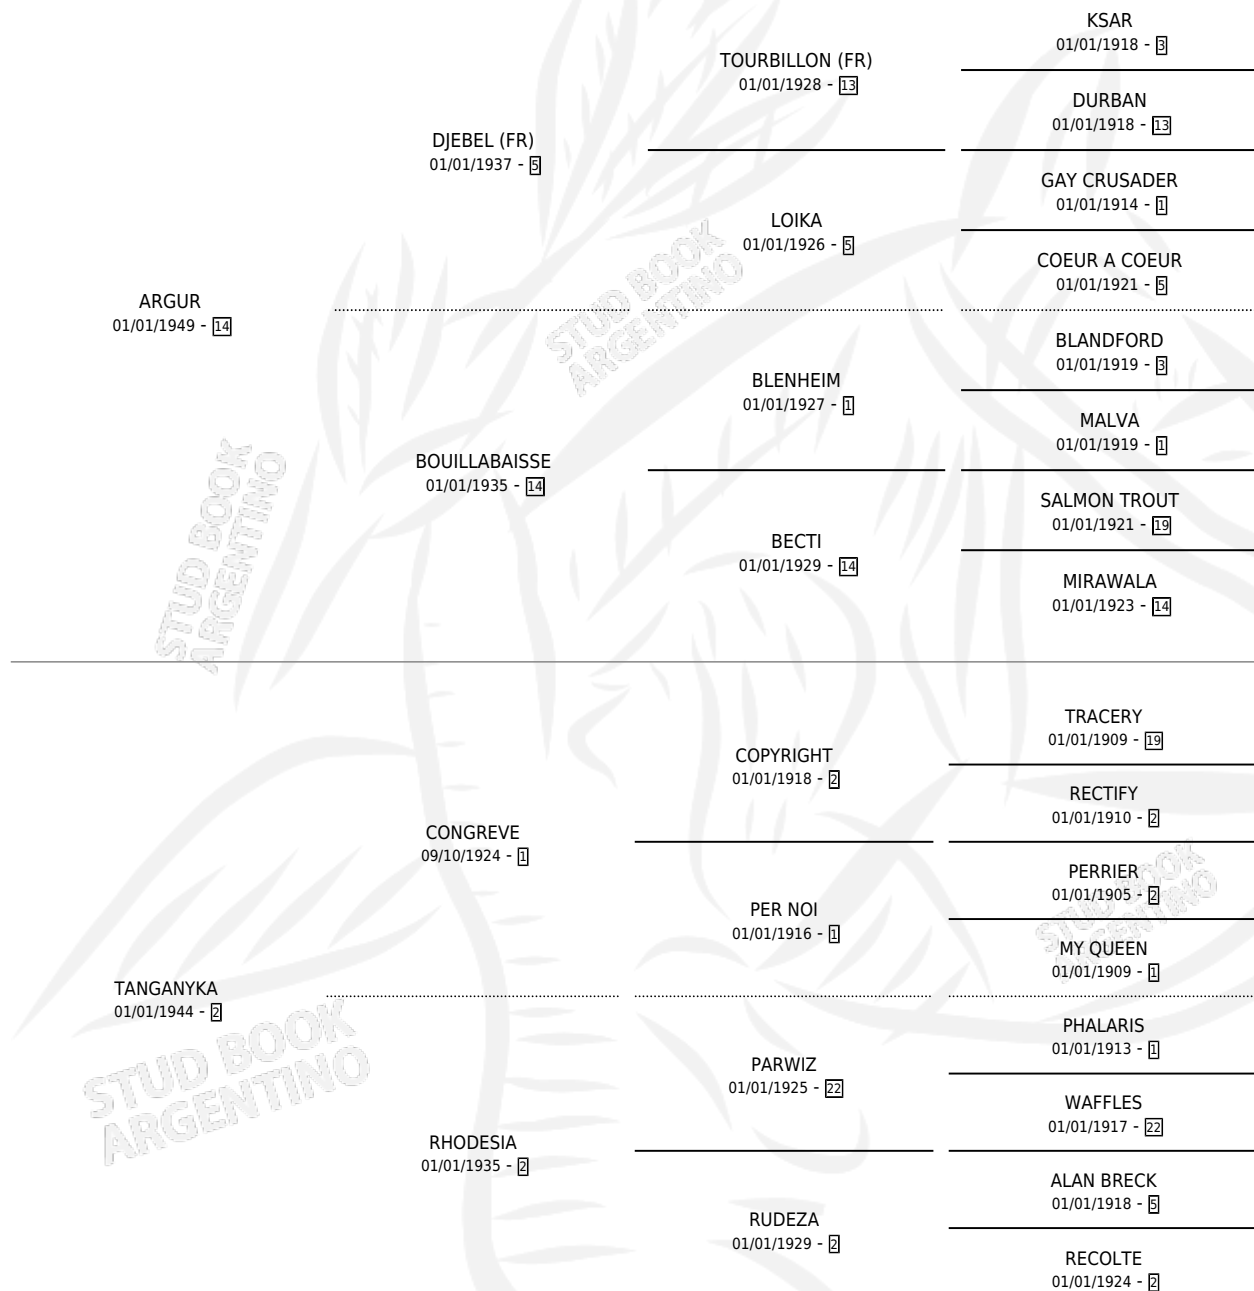 KSAR
01/01/1918 - 3
TOURBILLON (FR)
01/01/1928 - 13
DURBAN
01/01/1918 - 13
DJEBEL (FR)
01/01/1937 - 5
GAY CRUSADER
01/01/1914 - 1
LOIKA
01/01/1926 - 5
COEUR A COEUR
01/01/1921 - 5
ARGUR
01/01/1949 - 14
BLANDFORD
01/01/1919 - 3
BLENHEIM
01/01/1927 - 1
MALVA
01/01/1919 - 1
BOUILLABAISSE
01/01/1935 - 14
SALMON TROUT
01/01/1921 - 19
BECTI
01/01/1929 - 14
MIRAWALA
01/01/1923 - 14
TRACERY
01/01/1909 - 19
COPYRIGHT
01/01/1918 - 2
RECTIFY
01/01/1910 - 2
CONGREVE
09/10/1924 - 1
PERRIER
01/01/1905 - 2
PER NOI
01/01/1916 - 1
MY QUEEN
01/01/1909 - 1
TANGANYKA
01/01/1944 - 2
PHALARIS
01/01/1913 - 1
PARWIZ
01/01/1925 - 22
WAFFLES
01/01/1917 - 22
RHODESIA
01/01/1935 - 2
ALAN BRECK
01/01/1918 - 5
RUDEZA
01/01/1929 - 2
RECOLTE
01/01/1924 - 2
STUD BOOK
ARGENTINO
STUD BOOK
ARGENTINO
STUD BOOK
ARGENTINO
STUD BOOK
ARGENTINO